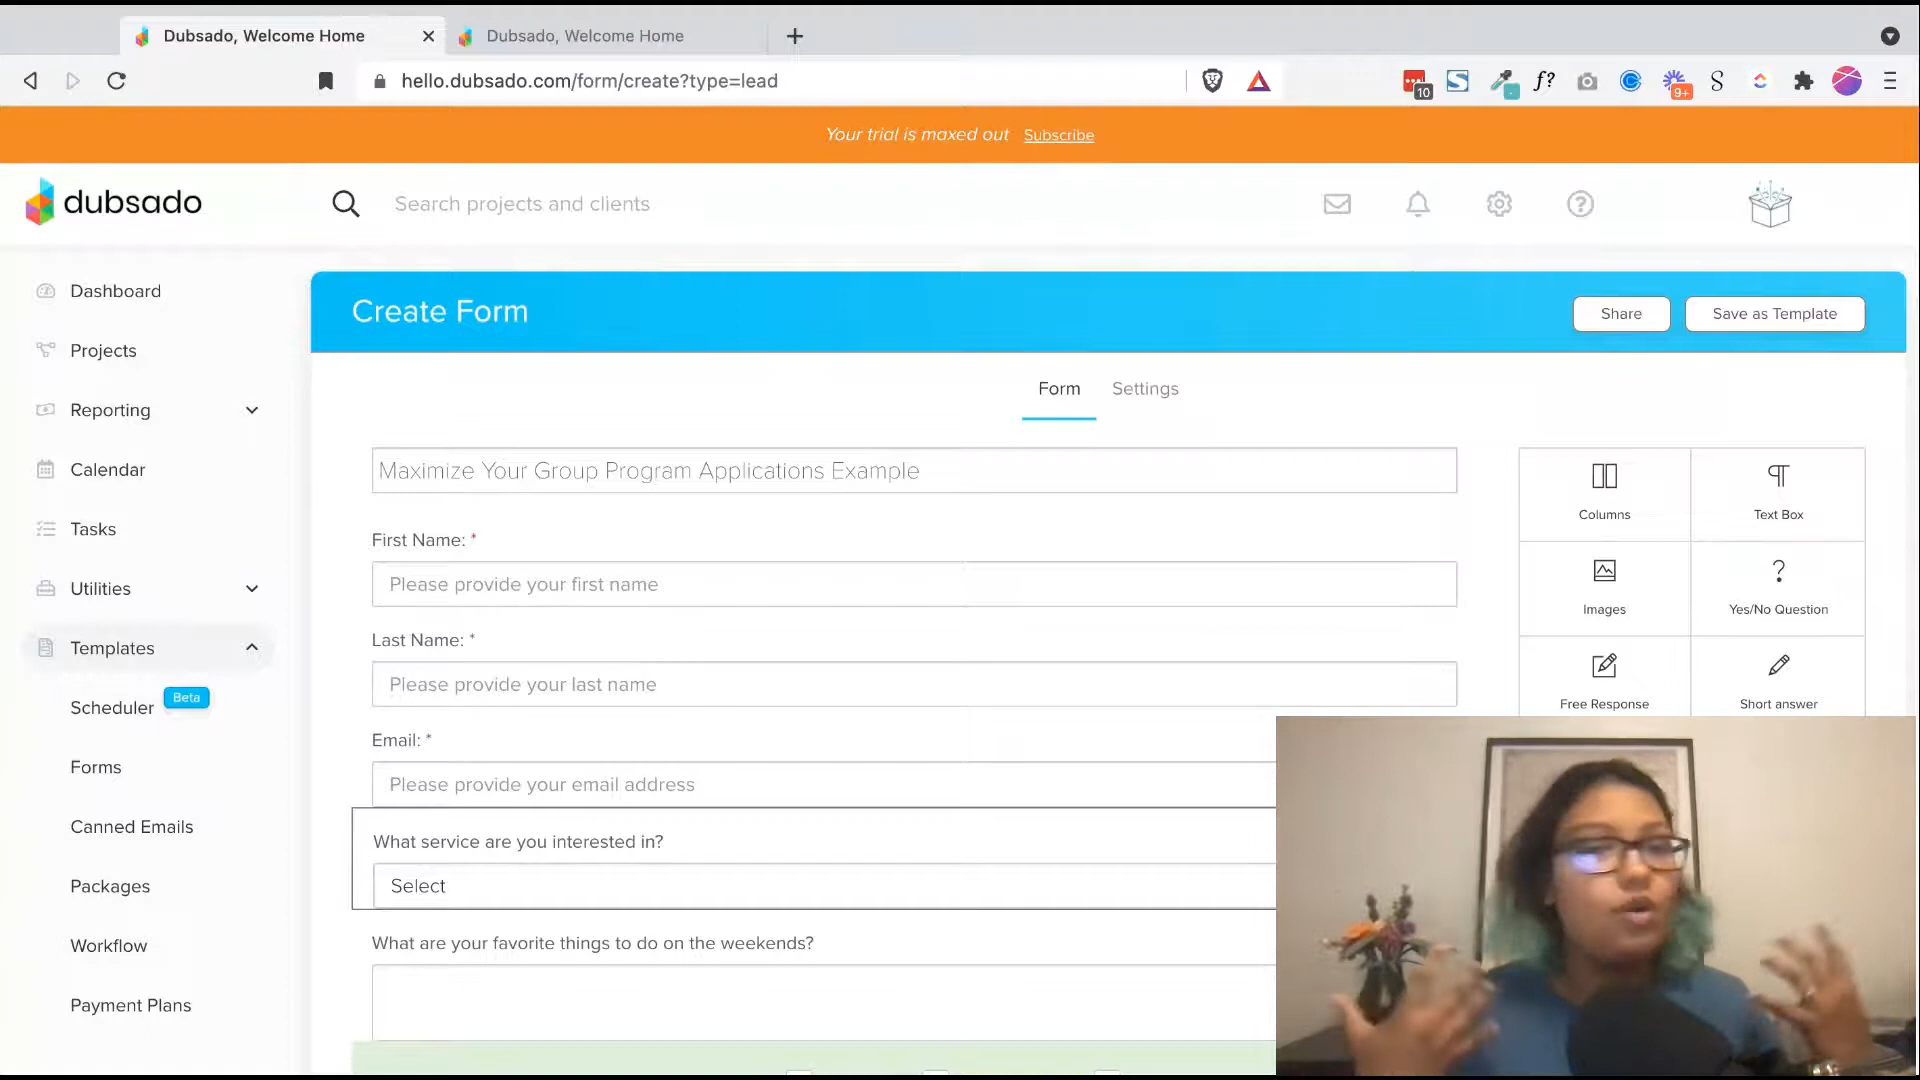 Dubsado, Welcome Home
Dubsado, Welcome Home
hello.dubsado.com/form/create?type=lead
10
f?
9+
Your trial is maxed out Subscribe
dubsado
Search projects and clients
Dashboard
Projects
Reporting
Calendar
Tasks
Utilities
Templates
Scheduler Beta
Forms
Canned Emails
Packages
Workflow
Payment Plans
Create Form
Share
Save as Template
Form
Settings
Maximize Your Group Program Applications Example
First Name: *
Please provide your first name
Last Name: *
Please provide your last name
Email: *
Please provide your email address
What service are you interested in?
Select
What are your favorite things to do on the weekends?
Columns
Text Box
Images
Yes/No Question
Free Response
Short answer